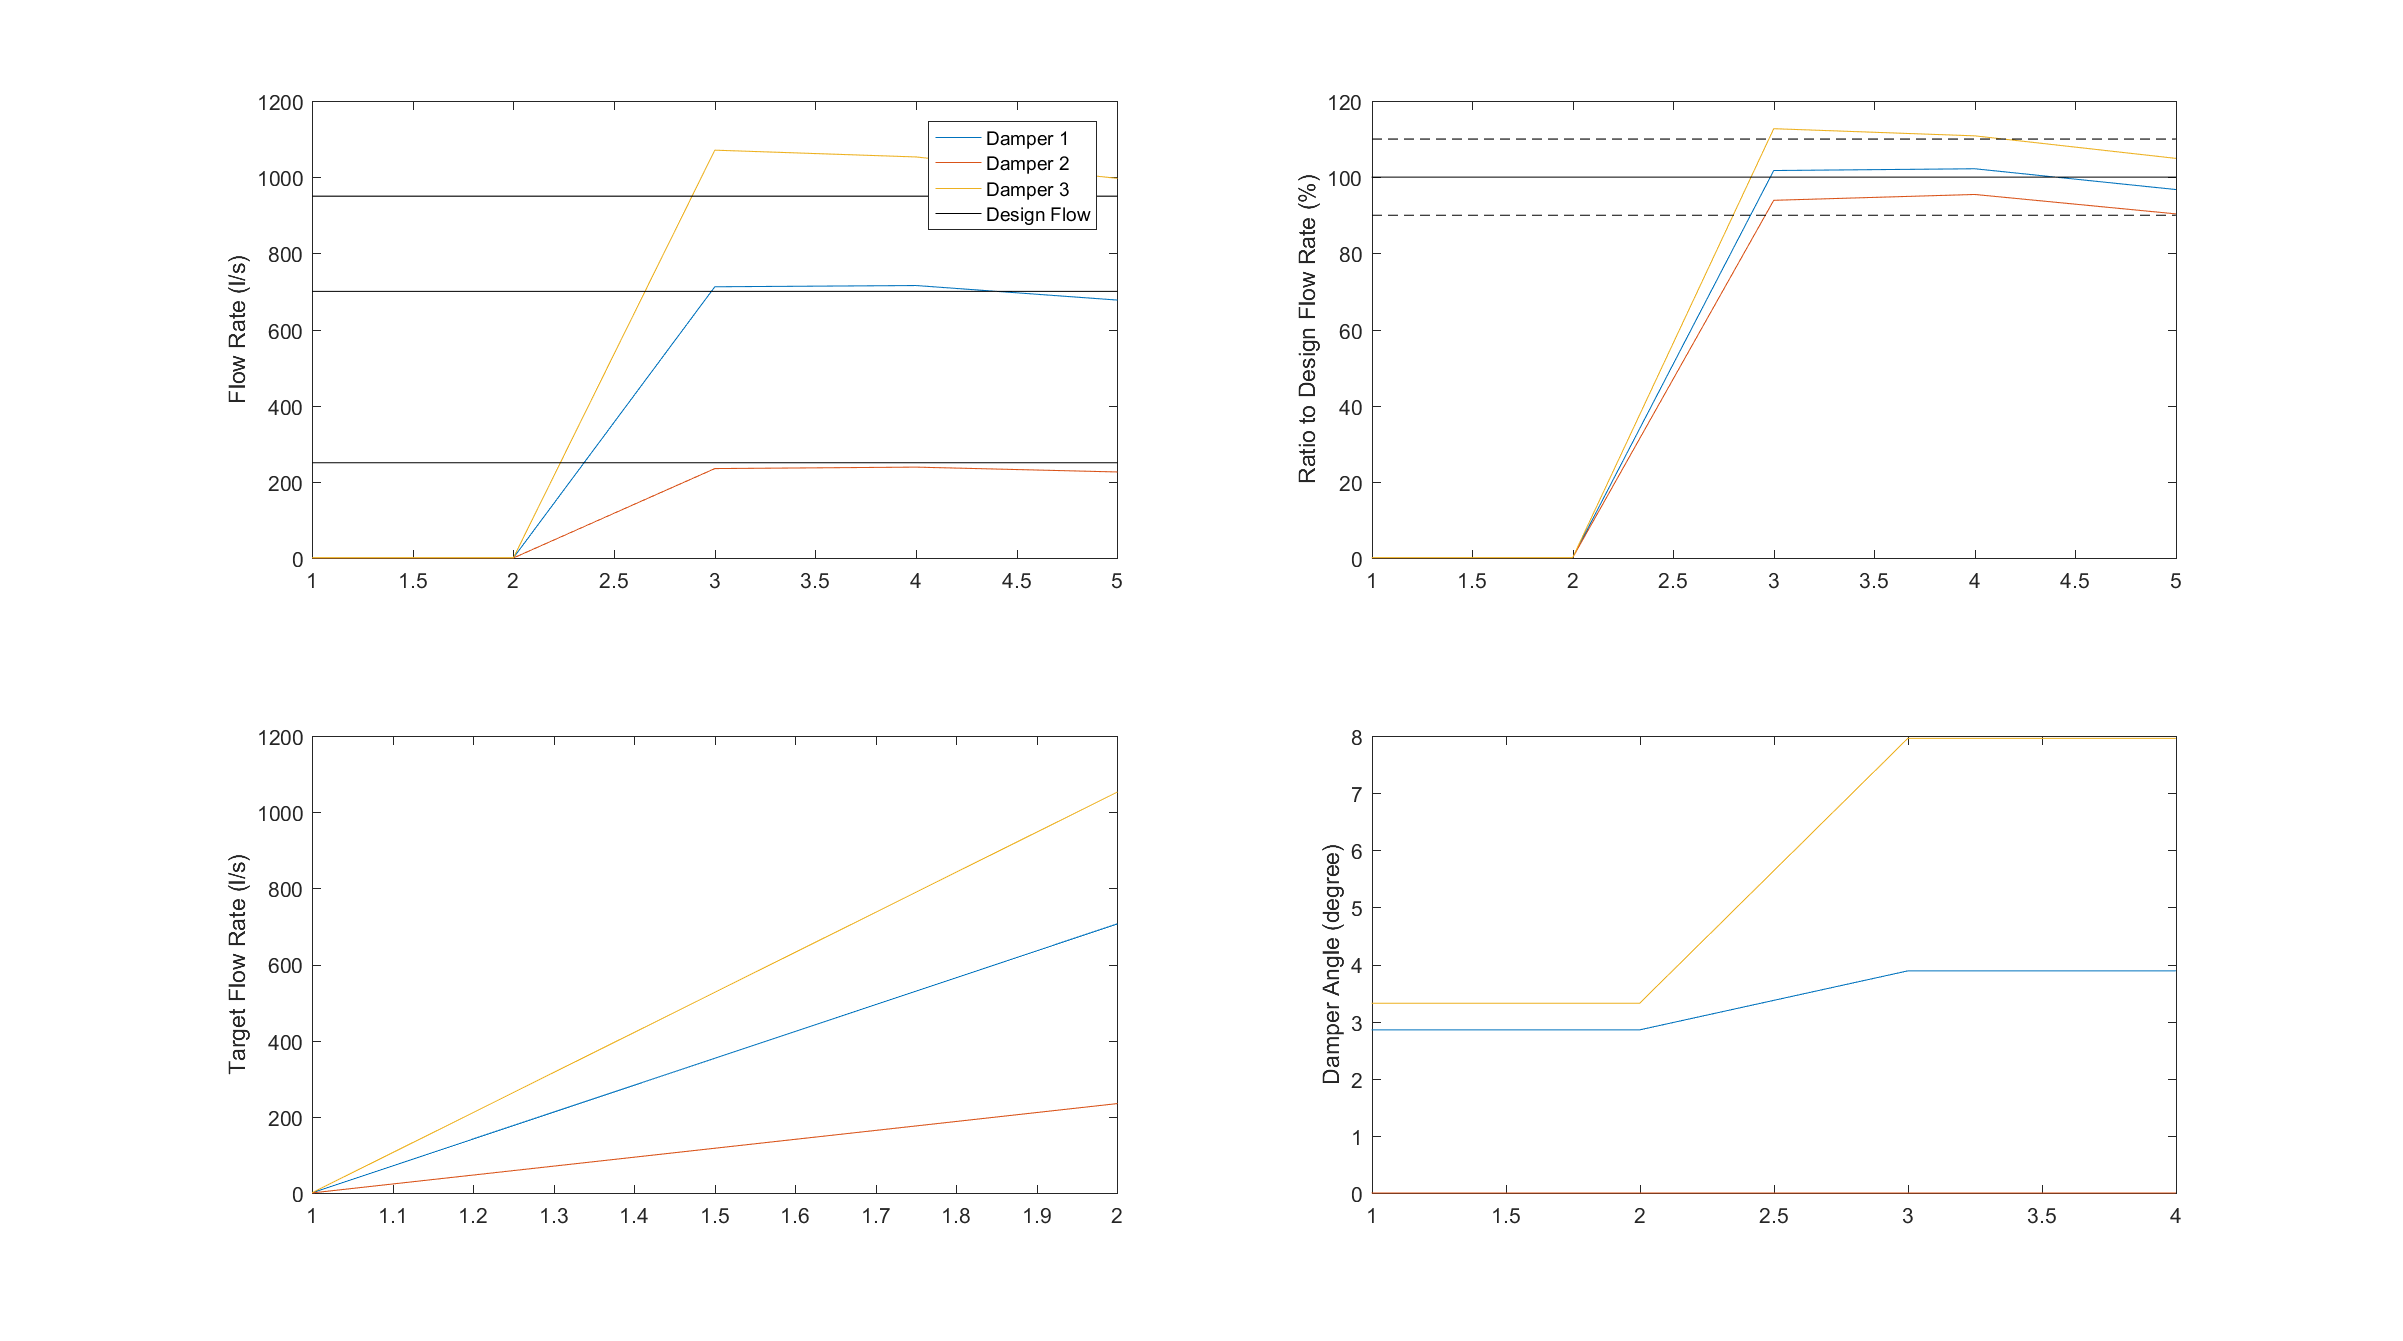 1200
1000
800
600
400
200
0
Flow Rate (l/s)
1 1.5 2 2.5 3 3.5 4 4.5 5
Damper 1
Damper 2
Damper 3
Design Flow
120
100
80
60
40
20
0
Ratio to Design Flow Rate (%)
1 1.5 2 2.5 3 3.5 4 4.5 5
1200
1000
800
600
400
200
0
Target Flow Rate (l/s)
1 1.1 1.2 1.3 1.4 1.5 1.6 1.7 1.8 1.9 2
8
7
6
5
4
3
2
1
0
Damper Angle (degree)
1 1.5 2 2.5 3 3.5 4